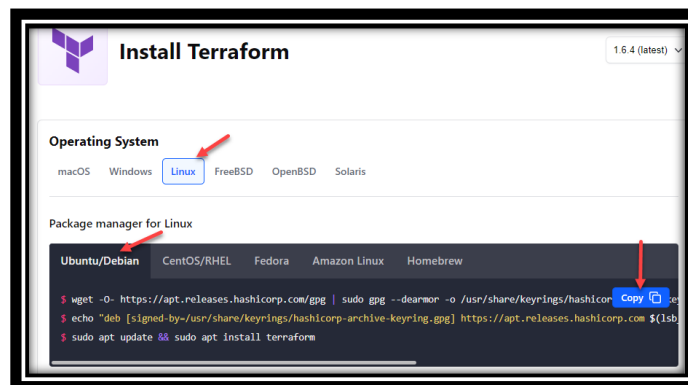 Install Terraform
1.6.4 (latest)
Operating System
macOS Windows Linux FreeBSD OpenBSD Solaris
Package manager for Linux
Ubuntu/Debian CentOS/RHEL Fedora Amazon Linux Homebrew
Copy
$ wget -O- https://apt.releases.hashicorp.com/gpg | sudo gpg --dearmor -o /usr/share/keyrings/hashicor
$ echo "deb [signed-by=/usr/share/keyrings/hashicorp-archive-keyring.gpg] https://apt.releases.hashicorp.com $(lsb_
$ sudo apt update && sudo apt install terraform